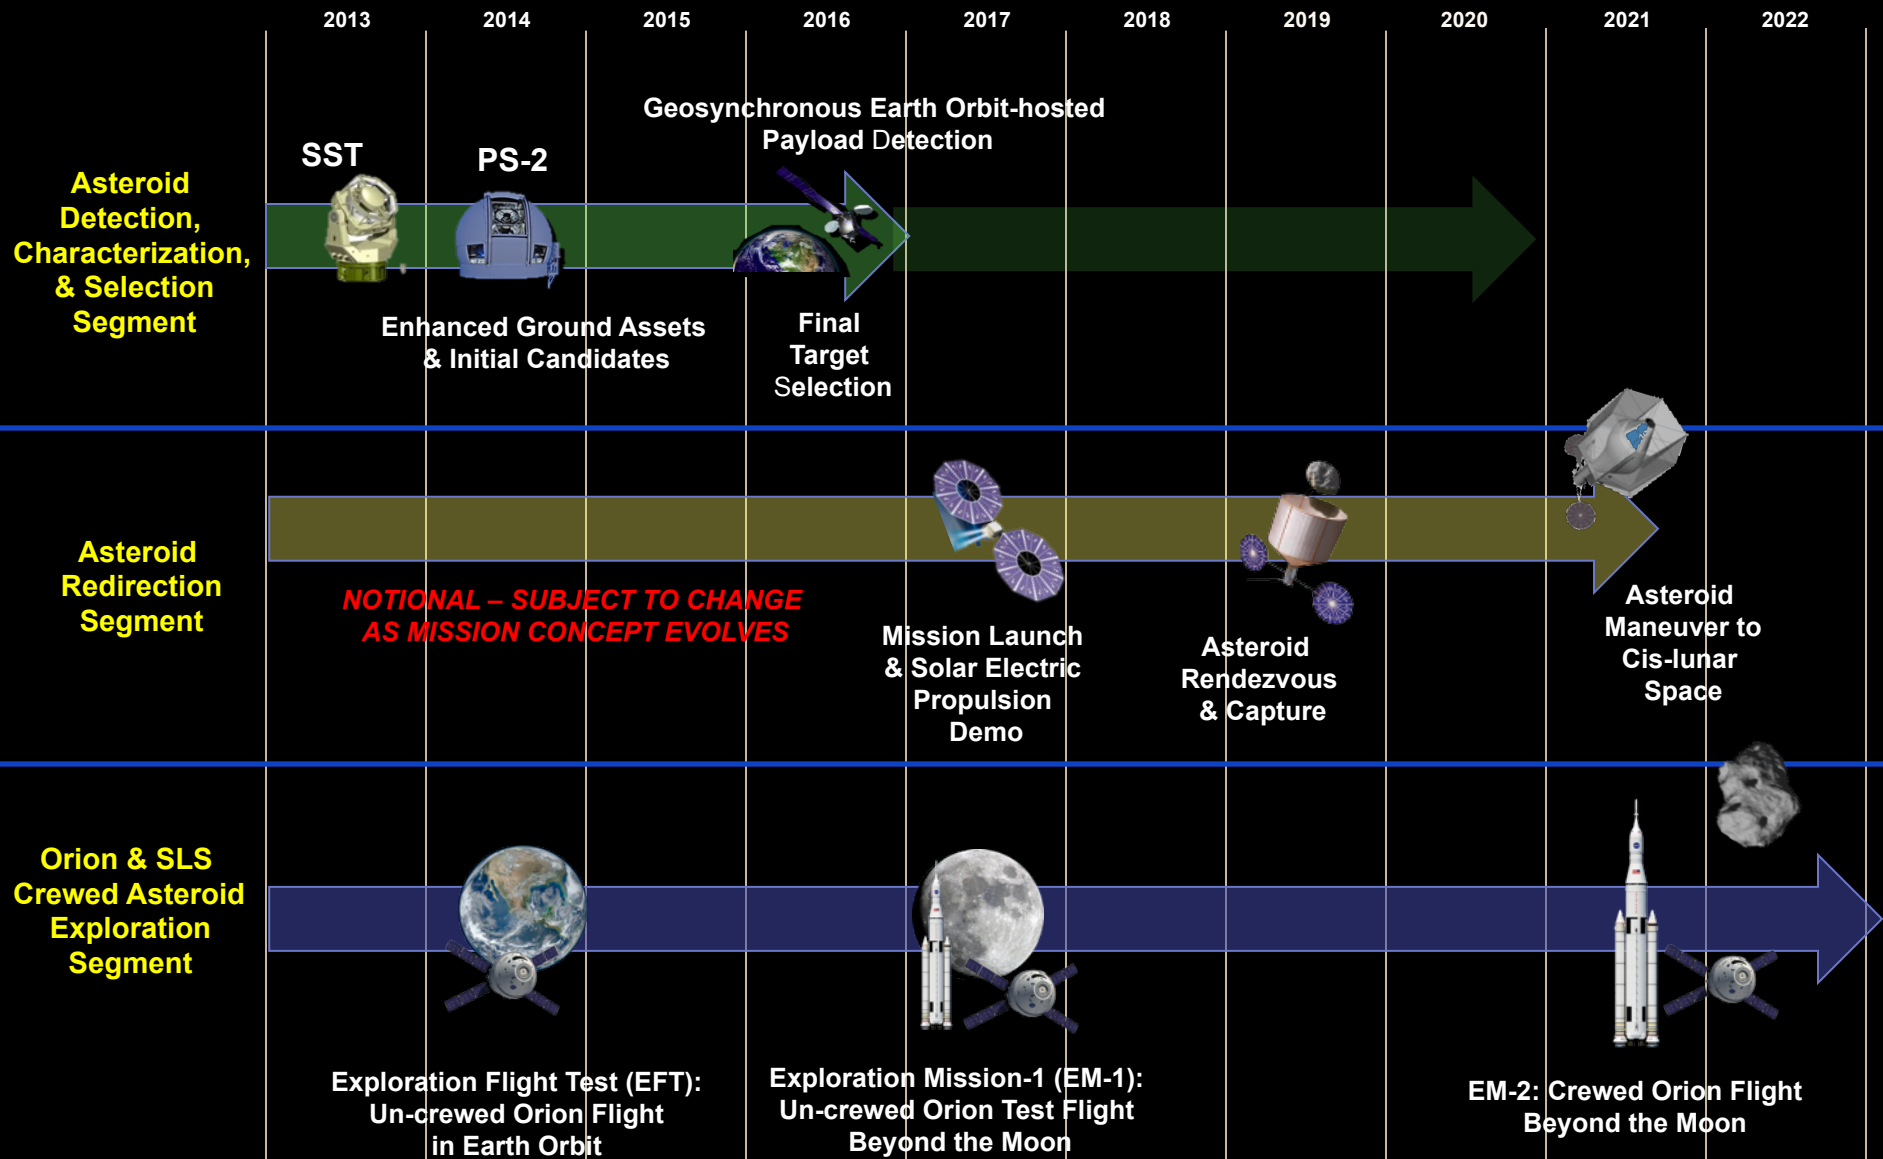 2013 2014 2015 2016 2017 2018 2019 2020 2021 2022
Asteroid
Detection,
Characterization,
& Selection
Segment
SST
PS-2
Geosynchronous Earth Orbit-hosted
Payload Detection
Enhanced Ground Assets
& Initial Candidates
Final
Target
Selection
Asteroid
Redirection
Segment
NOTIONAL – SUBJECT TO CHANGE
AS MISSION CONCEPT EVOLVES
Mission Launch
& Solar Electric
Propulsion
Demo
Asteroid
Rendezvous
& Capture
Asteroid
Maneuver to
Cis-lunar
Space
Orion & SLS
Crewed Asteroid
Exploration
Segment
Exploration Flight Test (EFT):
Un-crewed Orion Flight
in Earth Orbit
Exploration Mission-1 (EM-1):
Un-crewed Orion Test Flight
Beyond the Moon
EM-2: Crewed Orion Flight
Beyond the Moon